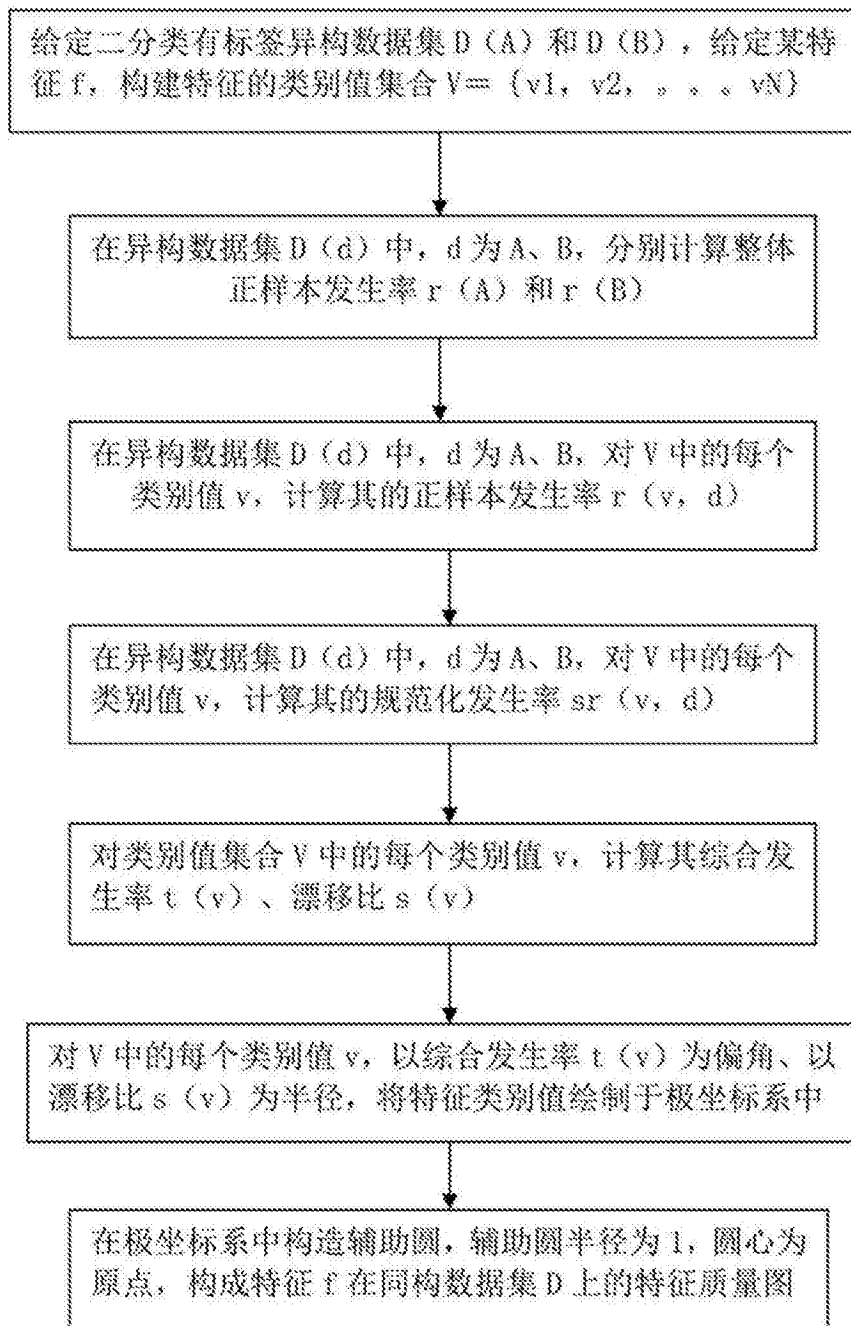 给定二分类有标签异构数据集 D（A）和 D（B），给定某特
征 f，构建特征的类别值集合 V＝｛v1，v2，。。。vN｝
在异构数据集 D（d）中，d 为 A、B，分别计算整体
正样本发生率 r（A）和 r（B）
在异构数据集 D（d）中，d 为 A、B，对 V 中的每个
类别值 v，计算其的正样本发生率 r（v，d）
在异构数据集 D（d）中，d 为 A、B，对 V 中的每个
类别值 v，计算其的规范化发生率 sr（v，d）
对类别值集合 V 中的每个类别值 v，计算其综合发
生率 t（v）、漂移比 s（v）
对 V 中的每个类别值 v，以综合发生率 t（v）为偏角、以
漂移比 s（v）为半径，将特征类别值绘制于极坐标系中
在极坐标系中构造辅助圆，辅助圆半径为 1，圆心为
原点，构成特征 f 在同构数据集 D 上的特征质量图